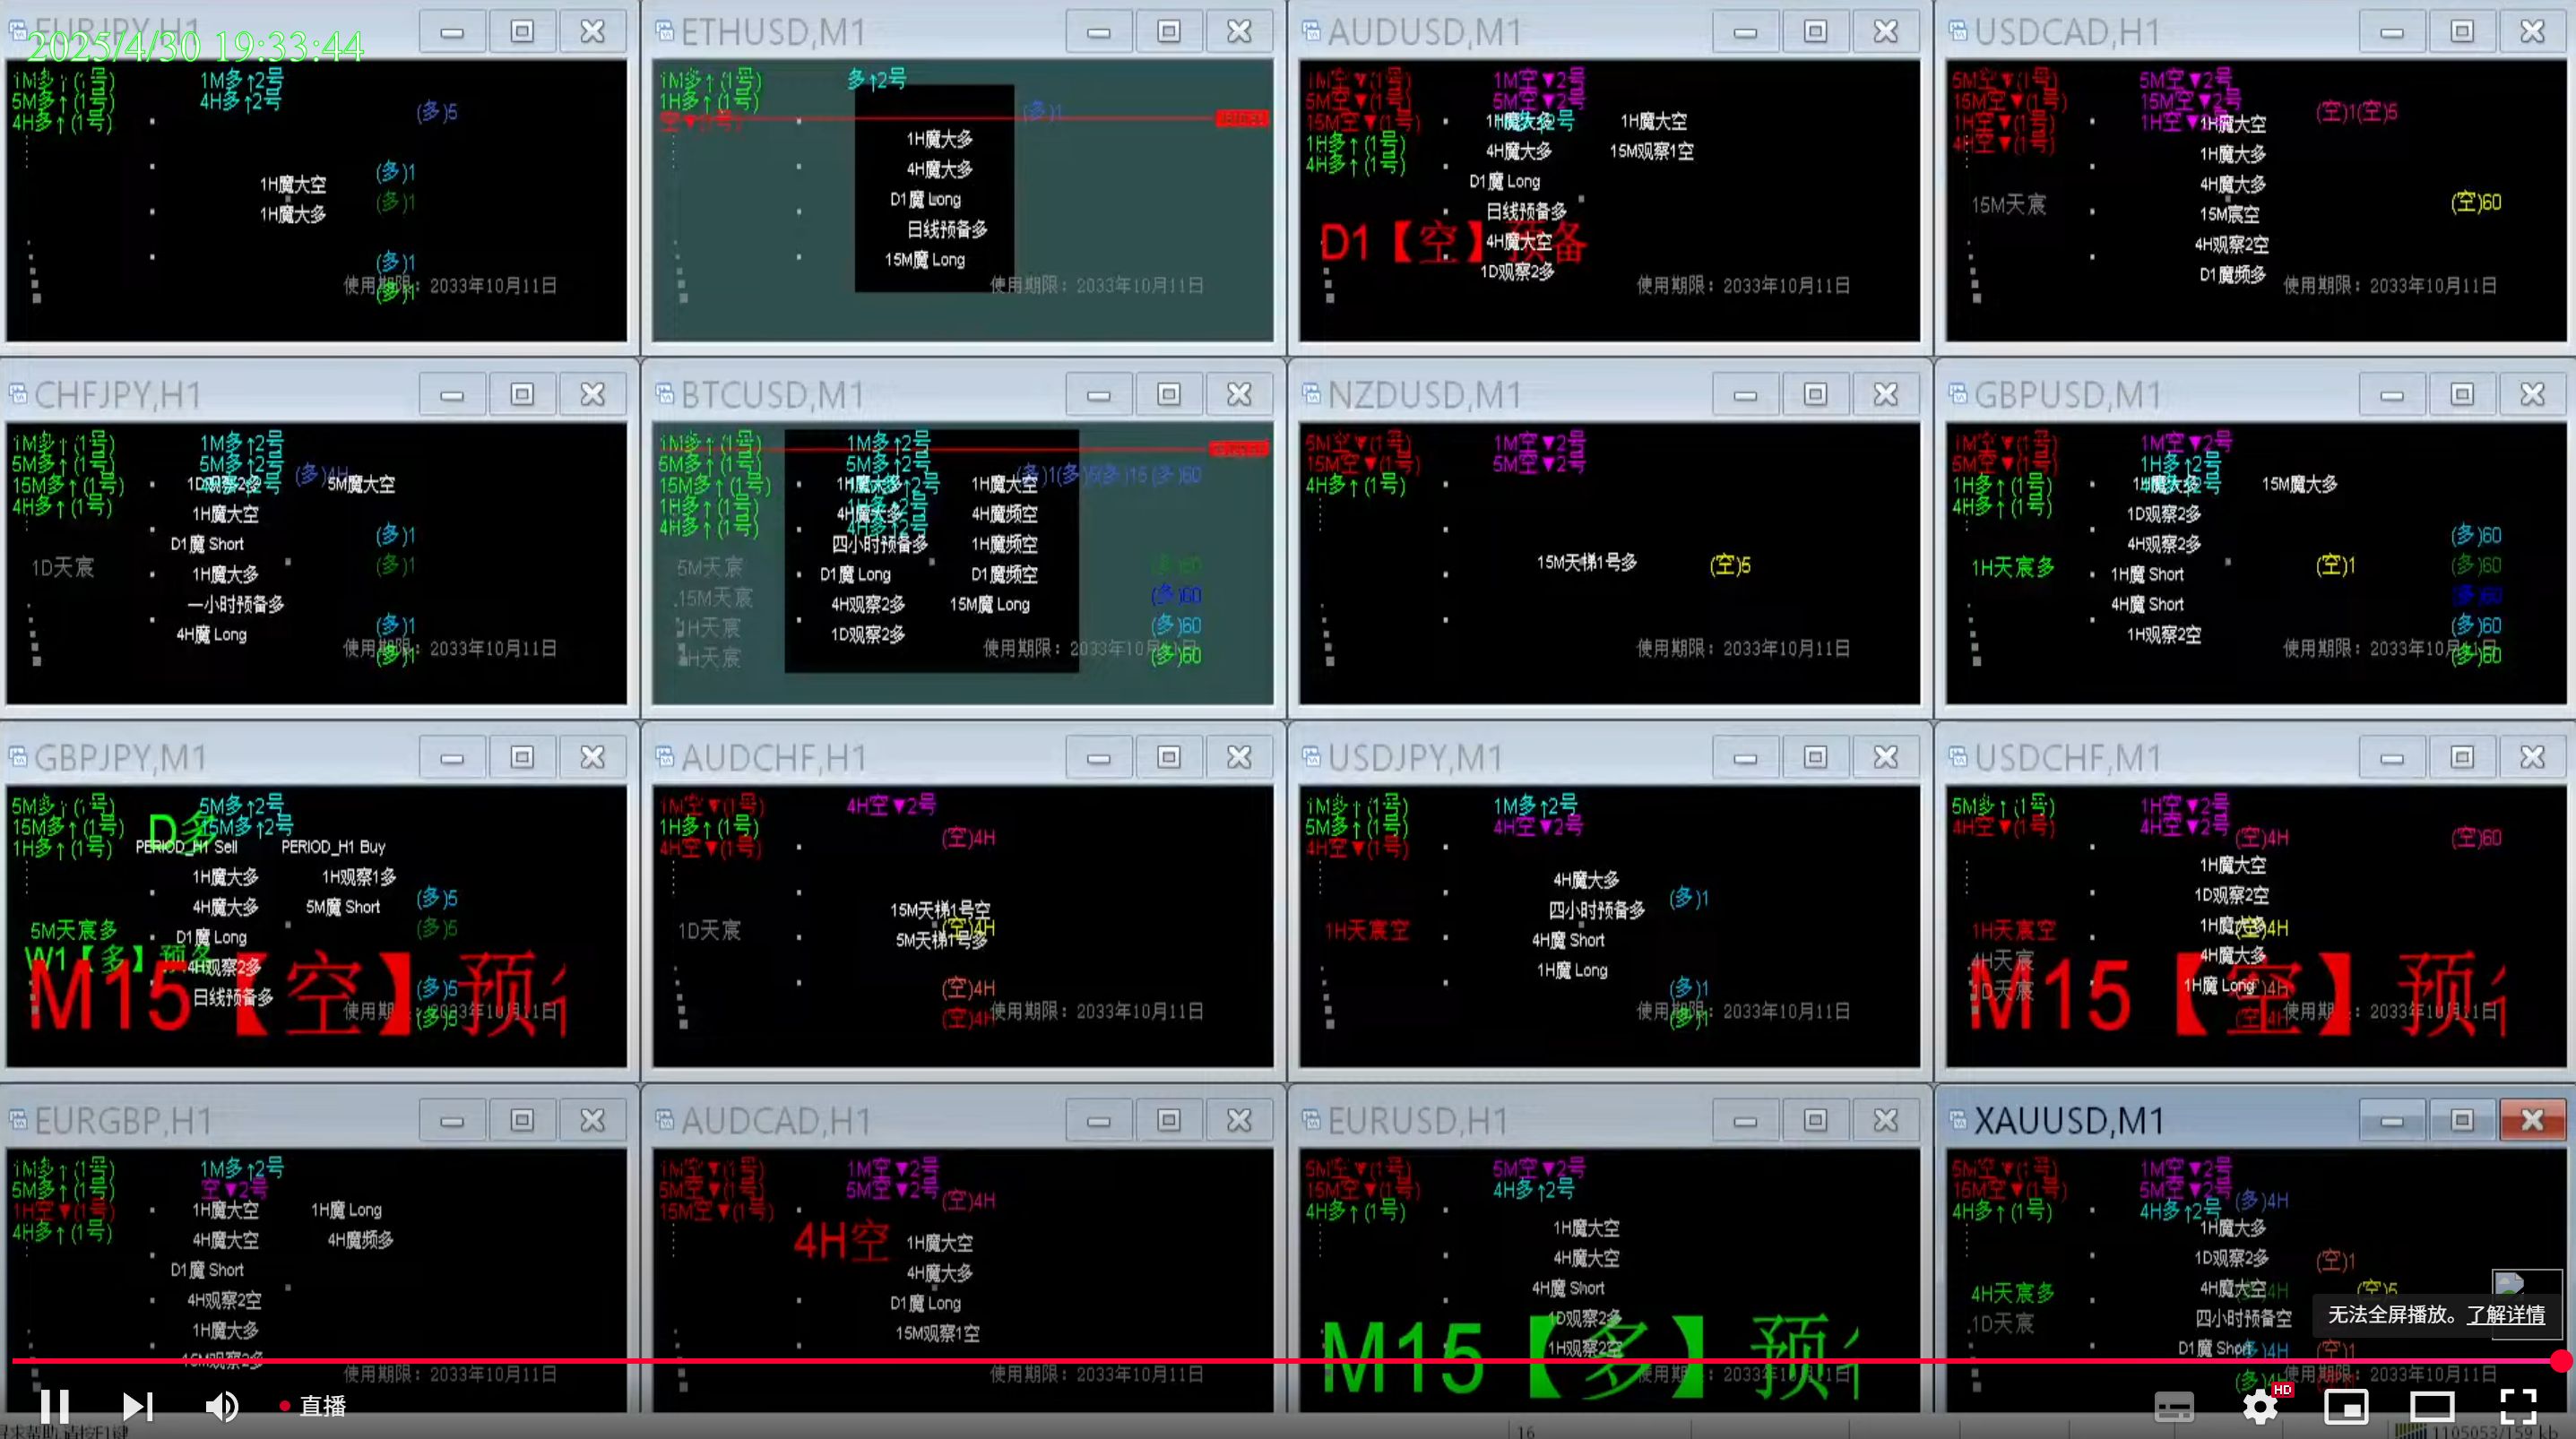 EURJPY,H1
2025/4/30 19:33:44
1M多↑(1号)
5M多↑(1号)
4H多↑(1号)
1M多↑2号
4H多↑2号
(多)5
(多)1
(多)1
1H魔大空
1H魔大多
(多)1
(多)1
使用期限：2033年10月11日
ETHUSD,M1
1M多↑(1号)
1H多↑(1号)
空▼(1号)
多↑2号
(多)1
1H魔大多
4H魔大多
D1魔 Long
日线预备多
15M魔 Long
使用期限：2033年10月11日
AUDUSD,M1
1M空▼(1号)
5M空▼(1号)
15M空▼(1号)
1H多↑(1号)
4H多↑(1号)
1M空▼2号
5M空▼2号
1H魔大多
4H魔大多
D1魔 Long
日线预备多
4H魔大空
1D观察2多
1H魔大空
15M观察1空
D1【空】预备
使用期限：2033年10月11日
USDCAD,H1
5M空▼(1号)
15M空▼(1号)
1H空▼(1号)
4H空▼(1号)
5M空▼2号
15M空▼2号
1H空▼2号
(空)1(空)5
1H魔大空
1H魔大多
4H魔大多
15M宸空
4H观察2空
D1魔频多
15M天宸
(空)60
使用期限：2033年10月11日
CHFJPY,H1
1M多↑(1号)
5M多↑(1号)
15M多↑(1号)
4H多↑(1号)
1M多↑2号
5M多↑2号
(多)4H
1D观察2多
5M魔大空
1H魔大空
D1魔 Short
1H魔大多
一小时预备多
4H魔 Long
1D天宸
(多)1
(多)1
(多)1
(多)1
使用期限：2033年10月11日
BTCUSD,M1
1M多↑(1号)
5M多↑(1号)
15M多↑(1号)
1H多↑(1号)
4H多↑(1号)
1M多↑2号
5M多↑2号
1H多↑2号
4H多↑2号
(多)1(多)5(多)15(多)60
1H魔大多
4H魔大多
四小时预备多
D1魔 Long
4H观察2多
1D观察2多
1H魔大空
4H魔频空
1H魔频空
D1魔频空
15M魔 Long
5M天宸
15M天宸
1H天宸
4H天宸
(多)60
(多)60
(多)60
(多)60
使用期限：2033年10月11日
NZDUSD,M1
5M空▼(1号)
15M空▼(1号)
4H多↑(1号)
1M空▼2号
5M空▼2号
15M天梯1号多
(空)5
使用期限：2033年10月11日
GBPUSD,M1
1M空▼(1号)
5M空▼(1号)
1H多↑(1号)
4H多↑(1号)
1M空▼2号
1H多↑2号
1H魔大多
15M魔大多
1D观察2多
4H观察2多
1H魔 Short
4H魔 Short
1H观察2空
1H天宸多
(空)1
(多)60
(多)60
(多)60
(多)60
(多)60
使用期限：2033年10月11日
GBPJPY,M1
5M多↑(1号)
15M多↑(1号)
1H多↑(1号)
D多
5M多↑2号
15M多↑2号
PERIOD_H1 Sell
PERIOD_H1 Buy
1H魔大多
4H魔大多
D1魔 Long
4H观察2多
日线预备多
1H观察1多
5M魔 Short
5M天宸多
W1【多】预备
M15【空】预
(多)5
(多)5
(多)5
(多)5
使用期限：2033年10月11日
AUDCHF,H1
1M空▼(1号)
1H多↑(1号)
4H空▼(1号)
4H空▼2号
(空)4H
15M天梯1号空
(空)4H
5M天梯1号多
1D天宸
(空)4H
(空)4H
使用期限：2033年10月11日
USDJPY,M1
1M多↑(1号)
5M多↑(1号)
4H空▼(1号)
1M多↑2号
4H空▼2号
4H魔大多
四小时预备多
4H魔 Short
1H魔 Long
1H天宸空
(多)1
(多)1
(多)1
使用期限：2033年10月11日
USDCHF,M1
5M多↑(1号)
4H空▼(1号)
1H空▼2号
4H空▼2号
(空)4H
(空)60
1H魔大空
1D观察2空
1H魔大多
(空)4H
4H魔大多
1H魔 Long
1H天宸空
4H天宸
1D天宸
M15【空】预
(空)4H
(空)4H
使用期限：2033年10月11日
EURGBP,H1
1M多↑(1号)
5M多↑(1号)
1H空▼(1号)
4H多↑(1号)
1M多↑2号
空▼2号
1H魔大空
4H魔大空
D1魔 Short
4H观察2空
1H魔大多
15M观察2多
1H魔 Long
4H魔频多
使用期限：2033年10月11日
AUDCAD,H1
1M空▼(1号)
5M空▼(1号)
15M空▼(1号)
1M空▼2号
5M空▼2号
(空)4H
4H空
1H魔大空
4H魔大多
D1魔 Long
15M观察1空
使用期限：2033年10月11日
EURUSD,H1
5M空▼(1号)
15M空▼(1号)
4H多↑(1号)
5M空▼2号
4H多↑2号
1H魔大空
4H魔大空
4H魔 Short
1D观察2多
1H观察2空
M15【多】预
使用期限：2033年10月11日
XAUUSD,M1
5M空▼(1号)
15M空▼(1号)
4H多↑(1号)
1M空▼2号
5M空▼2号
4H多↑2号
(多)4H
1H魔大多
1D观察2多
4H魔大空
四小时预备空
D1魔 Short
(空)1
(空)5
4H天宸多
1D天宸
(多)4H
(空)1
使用期限：2033年10月11日
无法全屏播放。了解详情
直播
HD
16
1105053/159 kb